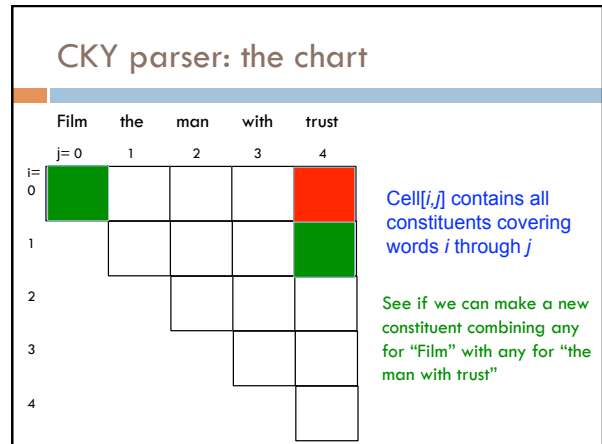 CKY parser: the chart
Film the man with trust
j= 0 1 2 3 4
i=
0
1
2
3
4
Cell[i,j] contains all
constituents covering
words i through j
See if we can make a new
constituent combining any
for “Film” with any for “the
man with trust”